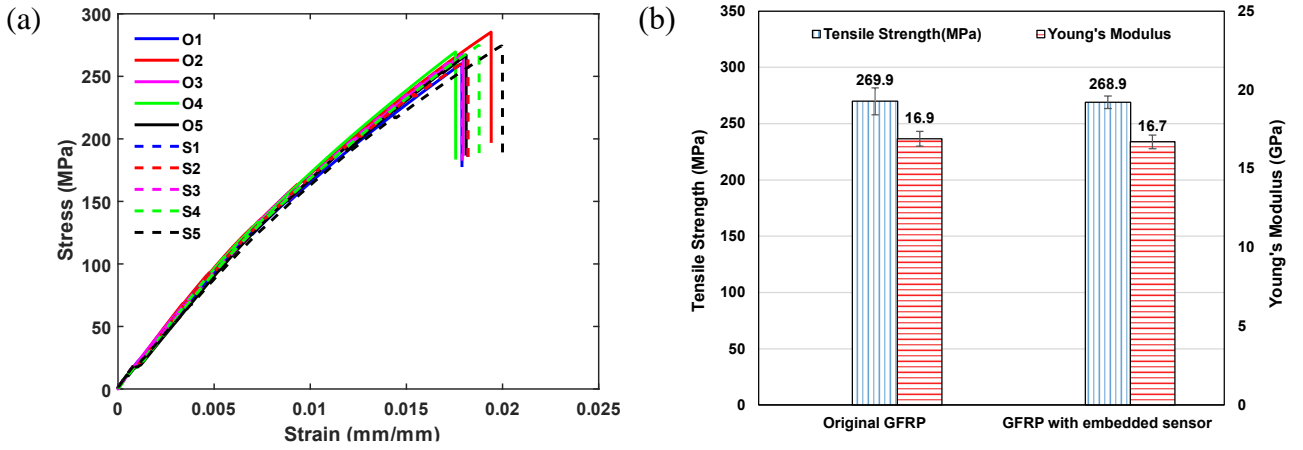 (a)
300
250
200
150
100
50
0
Stress (MPa)
O1
O2
O3
O4
O5
S1
S2
S3
S4
S5
0 0.005 0.01 0.015 0.02 0.025
Strain (mm/mm)
(b)
350
300
250
200
150
100
50
0
Tensile Strength (MPa)
Tensile Strength(MPa) Young's Modulus
269.9
16.9
268.9
16.7
Original GFRP GFRP with embedded sensor
25
20
15
10
5
0
Young's Modulus (GPa)